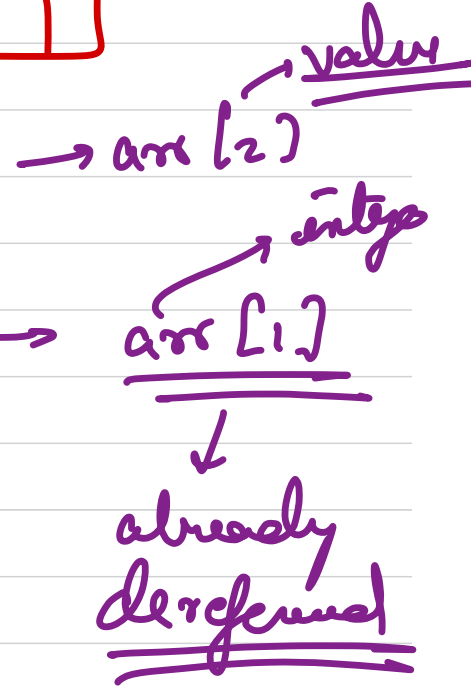 value
→ arr [2]
integer
→ arr [1]
already
dereferenced